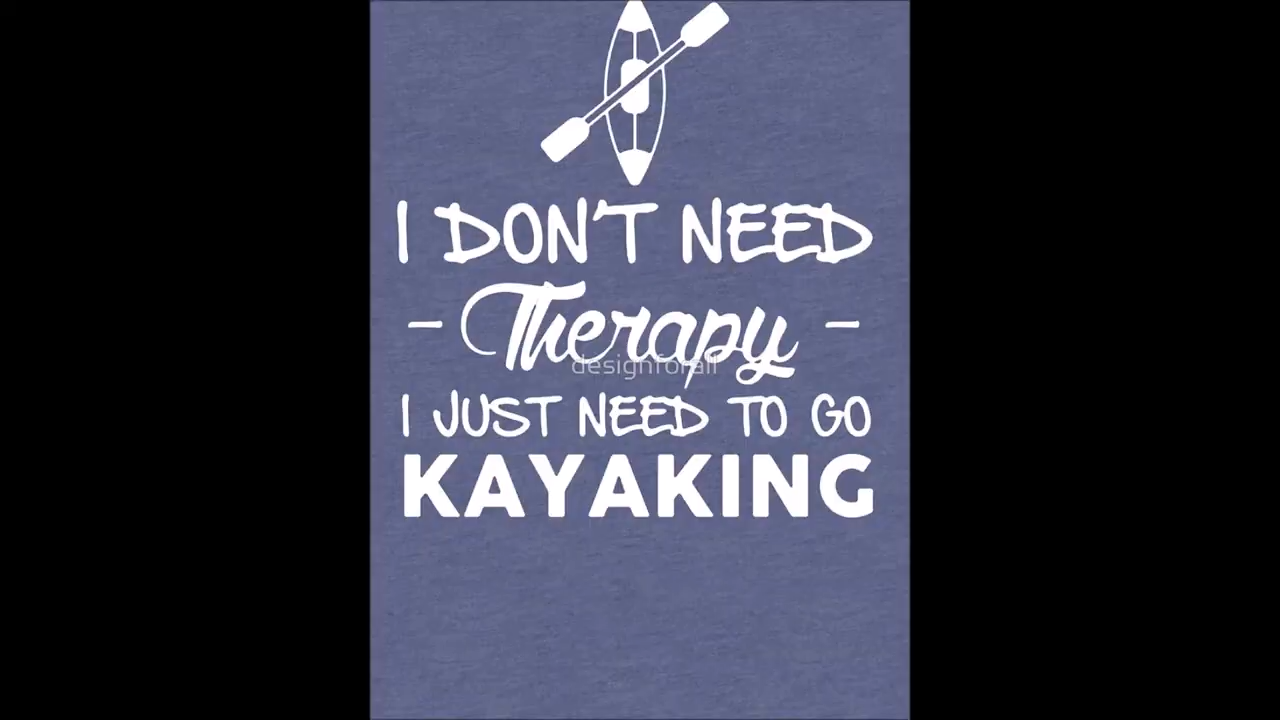 I DON'T NEED
- Therapy -
designforall
I JUST NEED TO GO
KAYAKING